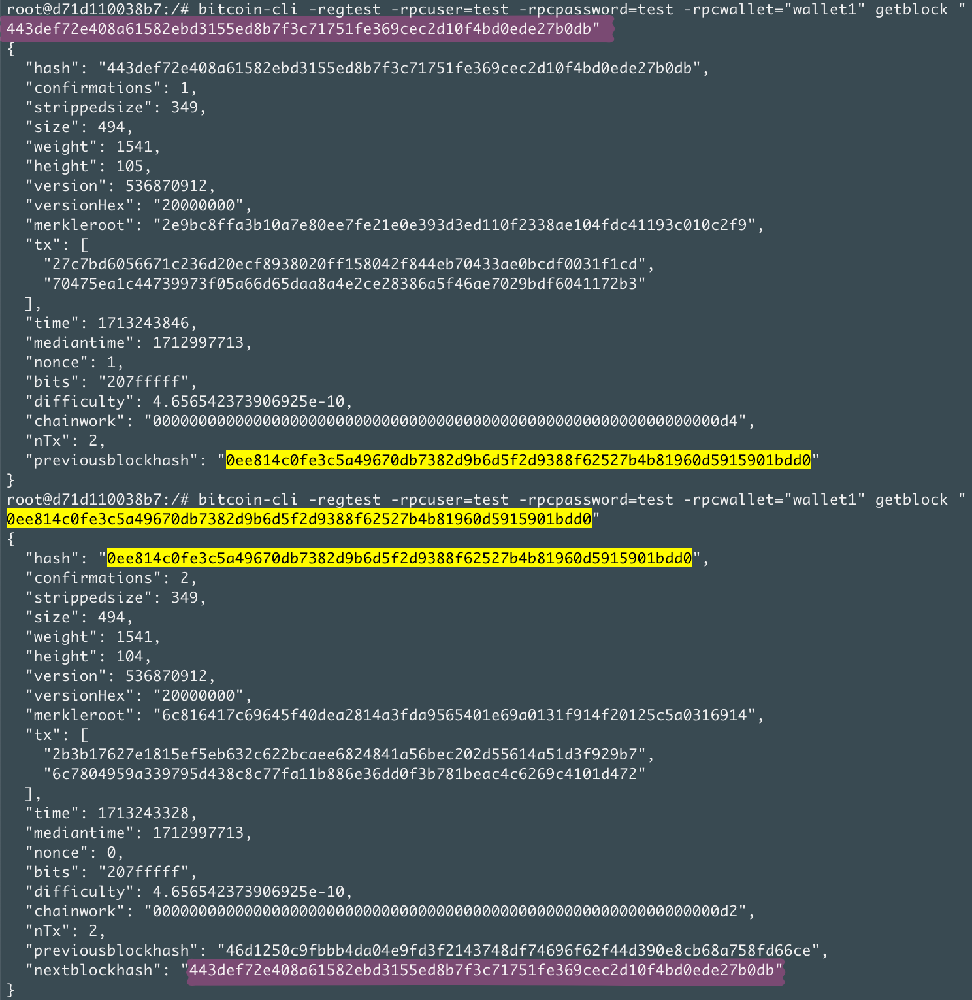 root@d71d110038b7:/# bitcoin-cli -regtest -rpcuser=test -rpcpassword=test -rpcwallet="wallet1" getblock "
443def72e408a61582ebd3155ed8b7f3c71751fe369cec2d10f4bd0ede27b0db"
{
  "hash": "443def72e408a61582ebd3155ed8b7f3c71751fe369cec2d10f4bd0ede27b0db",
  "confirmations": 1,
  "strippedsize": 349,
  "size": 494,
  "weight": 1541,
  "height": 105,
  "version": 536870912,
  "versionHex": "20000000",
  "merkleroot": "2e9bc8ffa3b10a7e80ee7fe21e0e393d3ed110f2338ae104fdc41193c010c2f9",
  "tx": [
    "27c7bd6056671c236d20ecf8938020ff158042f844eb70433ae0bcdf0031f1cd",
    "70475ea1c44739973f05a66d65daa8a4e2ce28386a5f46ae7029bdf6041172b3"
  ],
  "time": 1713243846,
  "mediantime": 1712997713,
  "nonce": 1,
  "bits": "207fffff",
  "difficulty": 4.656542373906925e-10,
  "chainwork": "00000000000000000000000000000000000000000000000000000000000000d4",
  "nTx": 2,
  "previousblockhash": "0ee814c0fe3c5a49670db7382d9b6d5f2d9388f62527b4b81960d5915901bdd0"
}
root@d71d110038b7:/# bitcoin-cli -regtest -rpcuser=test -rpcpassword=test -rpcwallet="wallet1" getblock "
0ee814c0fe3c5a49670db7382d9b6d5f2d9388f62527b4b81960d5915901bdd0"
{
  "hash": "0ee814c0fe3c5a49670db7382d9b6d5f2d9388f62527b4b81960d5915901bdd0",
  "confirmations": 2,
  "strippedsize": 349,
  "size": 494,
  "weight": 1541,
  "height": 104,
  "version": 536870912,
  "versionHex": "20000000",
  "merkleroot": "6c816417c69645f40dea2814a3fda9565401e69a0131f914f20125c5a0316914",
  "tx": [
    "2b3b17627e1815ef5eb632c622bcaee6824841a56bec202d55614a51d3f929b7",
    "6c7804959a339795d438c8c77fa11b886e36dd0f3b781beac4c6269c4101d472"
  ],
  "time": 1713243328,
  "mediantime": 1712997713,
  "nonce": 0,
  "bits": "207fffff",
  "difficulty": 4.656542373906925e-10,
  "chainwork": "00000000000000000000000000000000000000000000000000000000000000d2",
  "nTx": 2,
  "previousblockhash": "46d1250c9fbbb4da04e9fd3f2143748df74696f62f44d390e8cb68a758fd66ce",
  "nextblockhash": "443def72e408a61582ebd3155ed8b7f3c71751fe369cec2d10f4bd0ede27b0db"
}